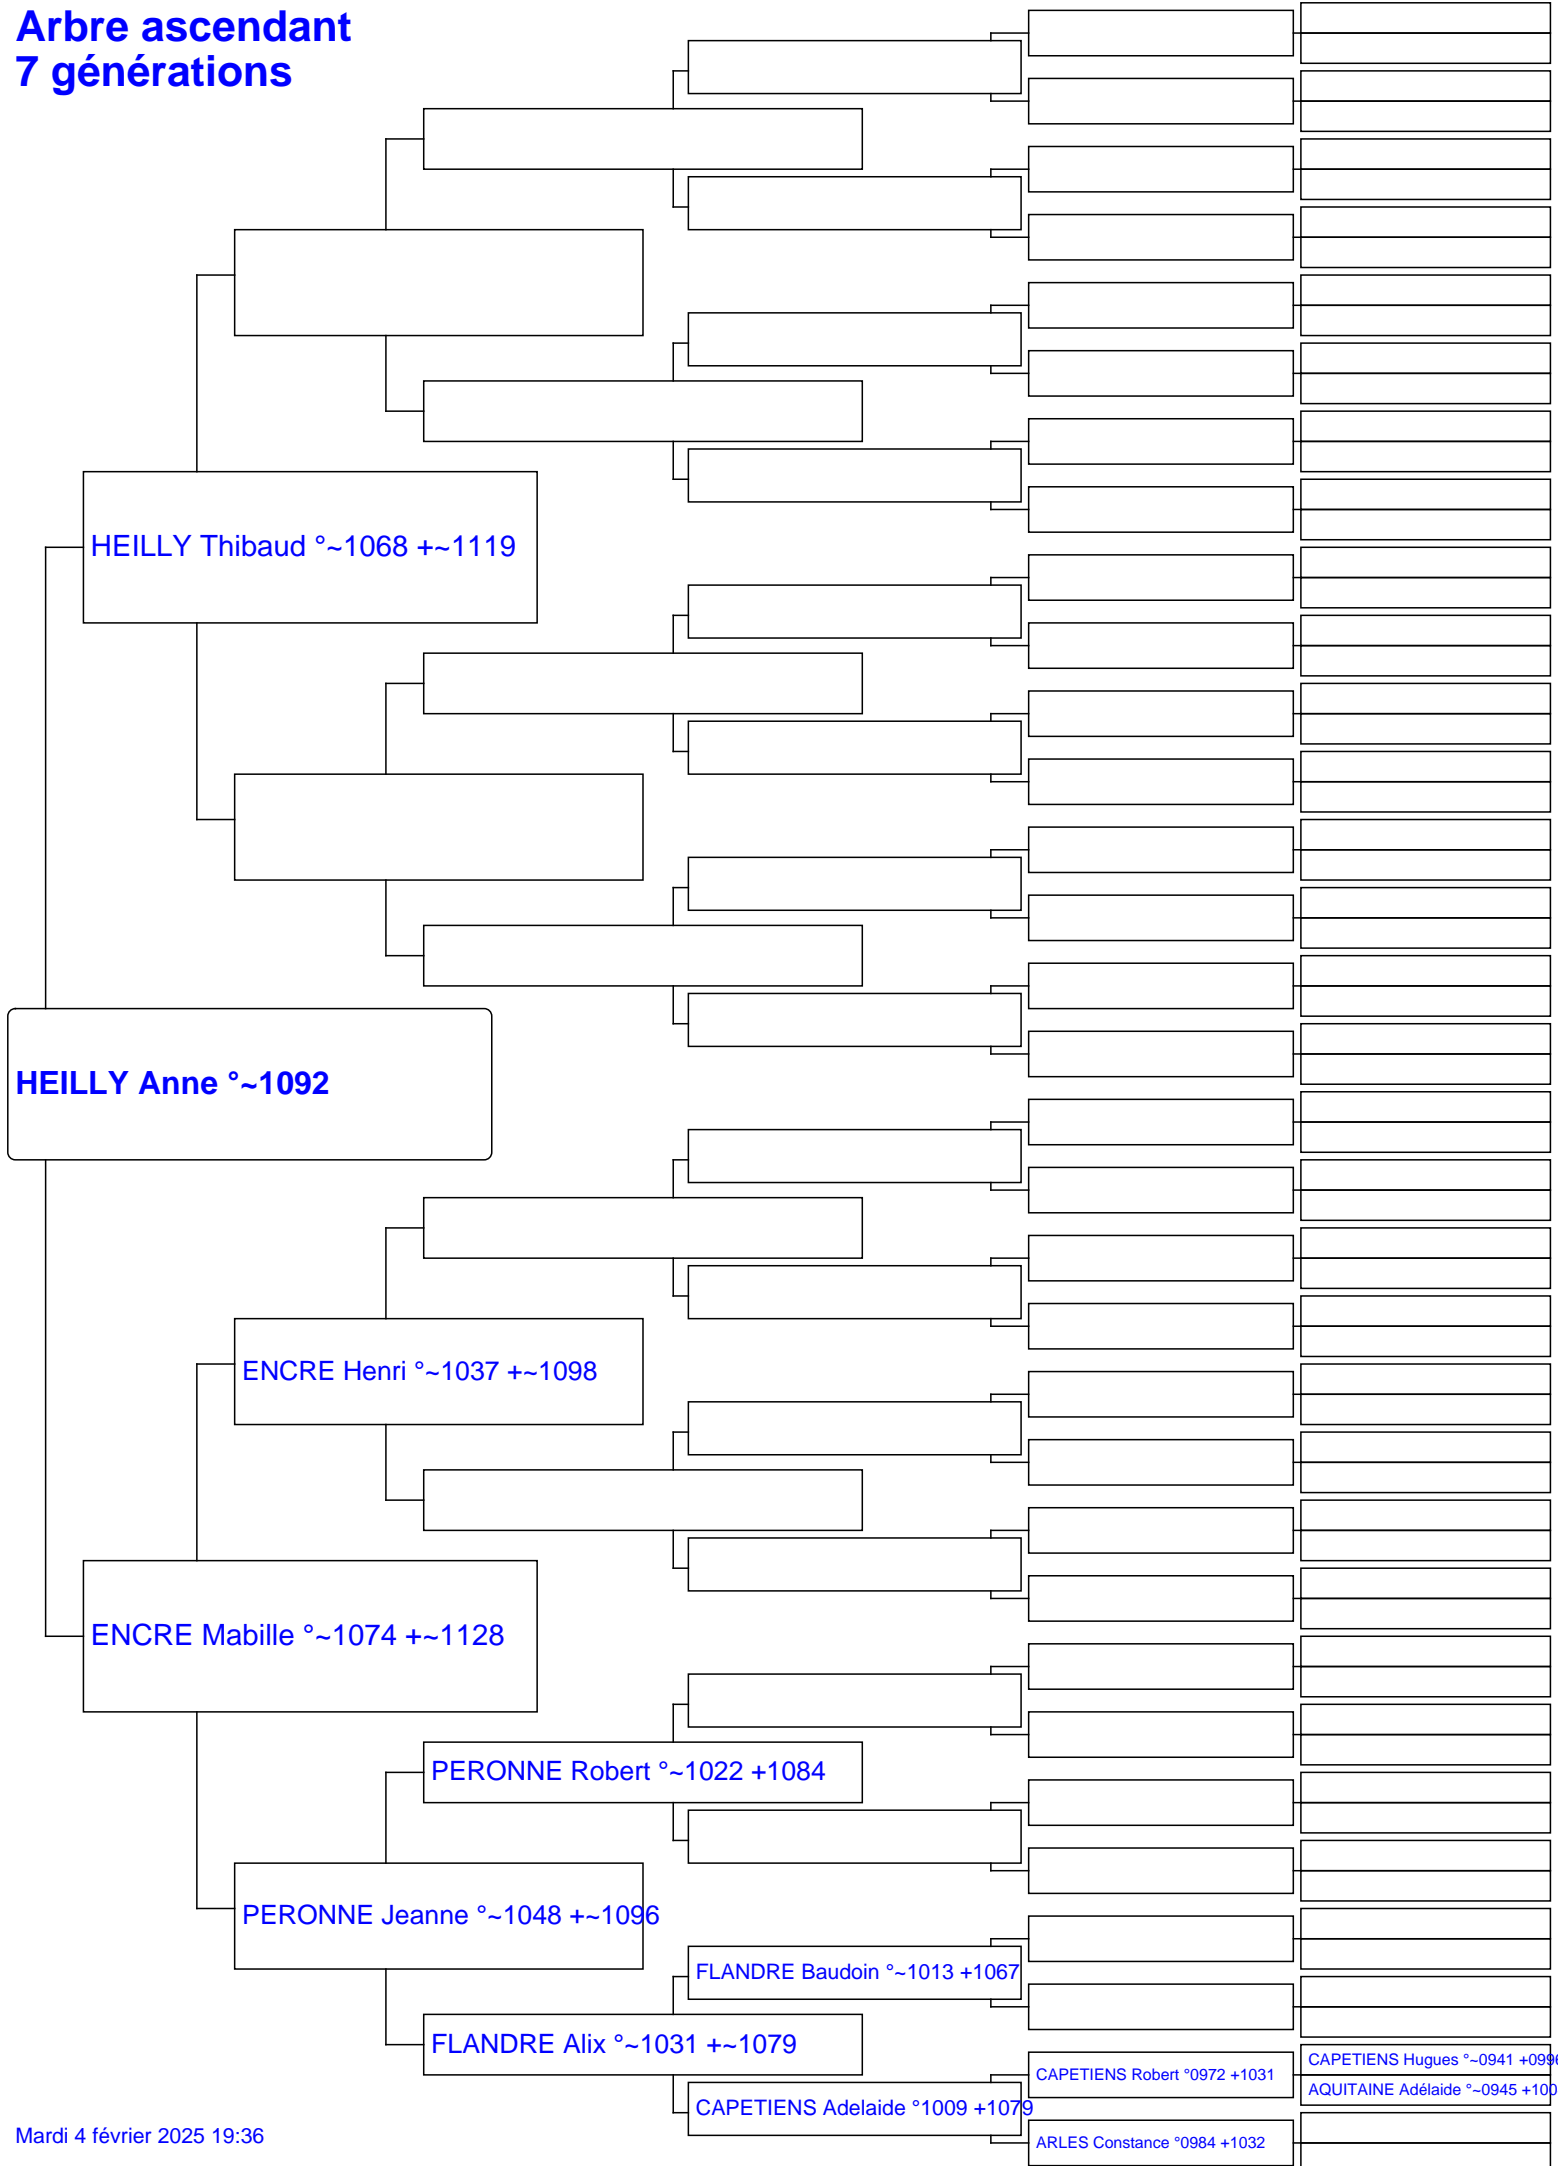 Arbre ascendant
7 générations
HEILLY Thibaud °~1068 +~1119
HEILLY Anne °~1092
ENCRE Henri °~1037 +~1098
ENCRE Mabille °~1074 +~1128
PERONNE Robert °~1022 +1084
PERONNE Jeanne °~1048 +~1096
FLANDRE Baudoin °~1013 +1067
FLANDRE Alix °~1031 +~1079
CAPETIENS Hugues °~0941 +0996
CAPETIENS Robert °0972 +1031
AQUITAINE Adélaide °~0945 +100
CAPETIENS Adelaide °1009 +1079
ARLES Constance °0984 +1032
Mardi 4 février 2025 19:36